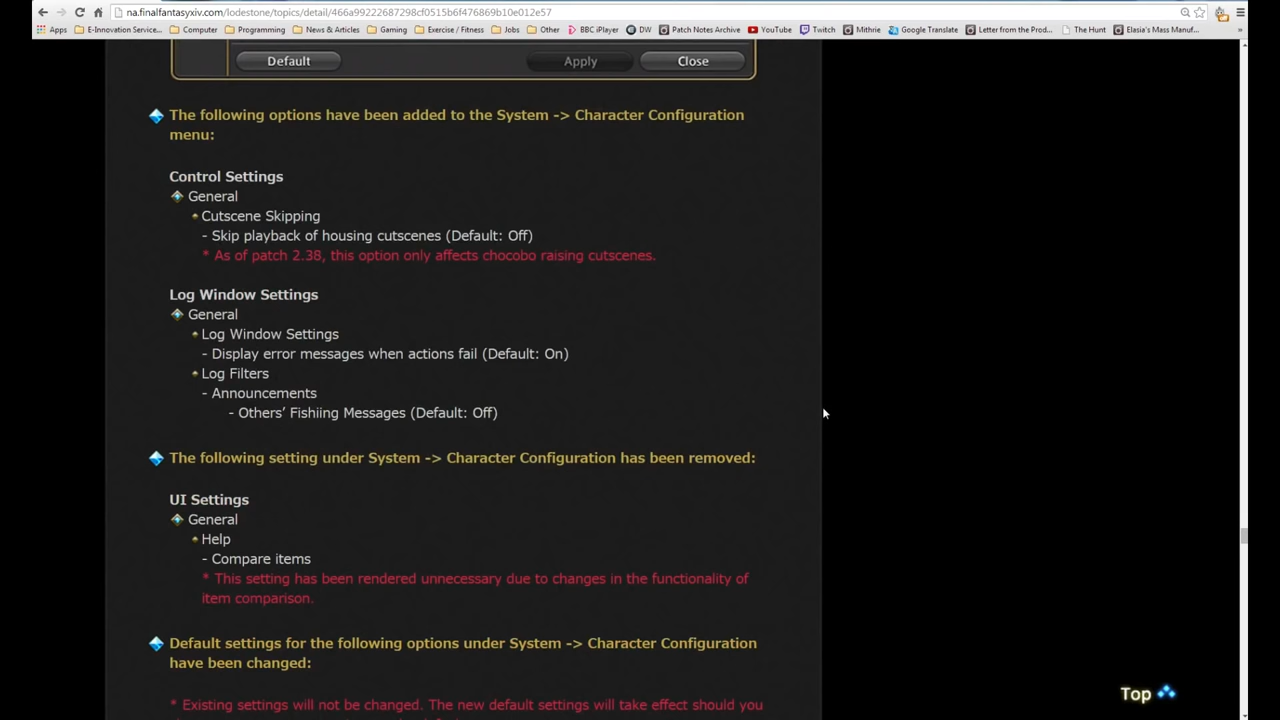 na.finalfantasyxiv.com/lodestone/topics/detail/466a99222687298cf0515b6f476869b10e012e57
Apps E-Innovation Service... Computer Programming News & Articles Gaming Exercise / Fitness Jobs Other BBC iPlayer DW Patch Notes Archive YouTube Twitch Mithrie Google Translate Letter from the Prod... The Hunt Elasia's Mass Manuf... »
Default Apply Close
The following options have been added to the System -> Character Configuration
menu:
Control Settings
General
Cutscene Skipping
- Skip playback of housing cutscenes (Default: Off)
* As of patch 2.38, this option only affects chocobo raising cutscenes.
Log Window Settings
General
Log Window Settings
- Display error messages when actions fail (Default: On)
Log Filters
- Announcements
- Others’ Fishiing Messages (Default: Off)
The following setting under System -> Character Configuration has been removed:
UI Settings
General
Help
- Compare items
* This setting has been rendered unnecessary due to changes in the functionality of
item comparison.
Default settings for the following options under System -> Character Configuration
have been changed:
Top
* Existing settings will not be changed. The new default settings will take effect should you